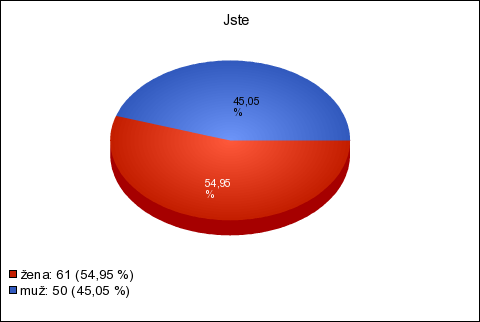 Jste
45,05
%
54,95
%
žena: 61 (54,95 %)
muž: 50 (45,05 %)